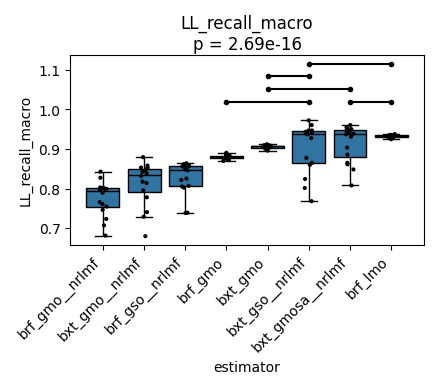 LL_recall_macro
p = 2.69e-16
1.1
1.0
0.9
0.8
0.7
LL_recall_macro
brf_gmo__nrlmf
bxt_gmo__nrlmf
brf_gso__nrlmf
brf_gmo
bxt_gmo
bxt_gso__nrlmf
bxt_gmosa__nrlmf
brf_lmo
estimator